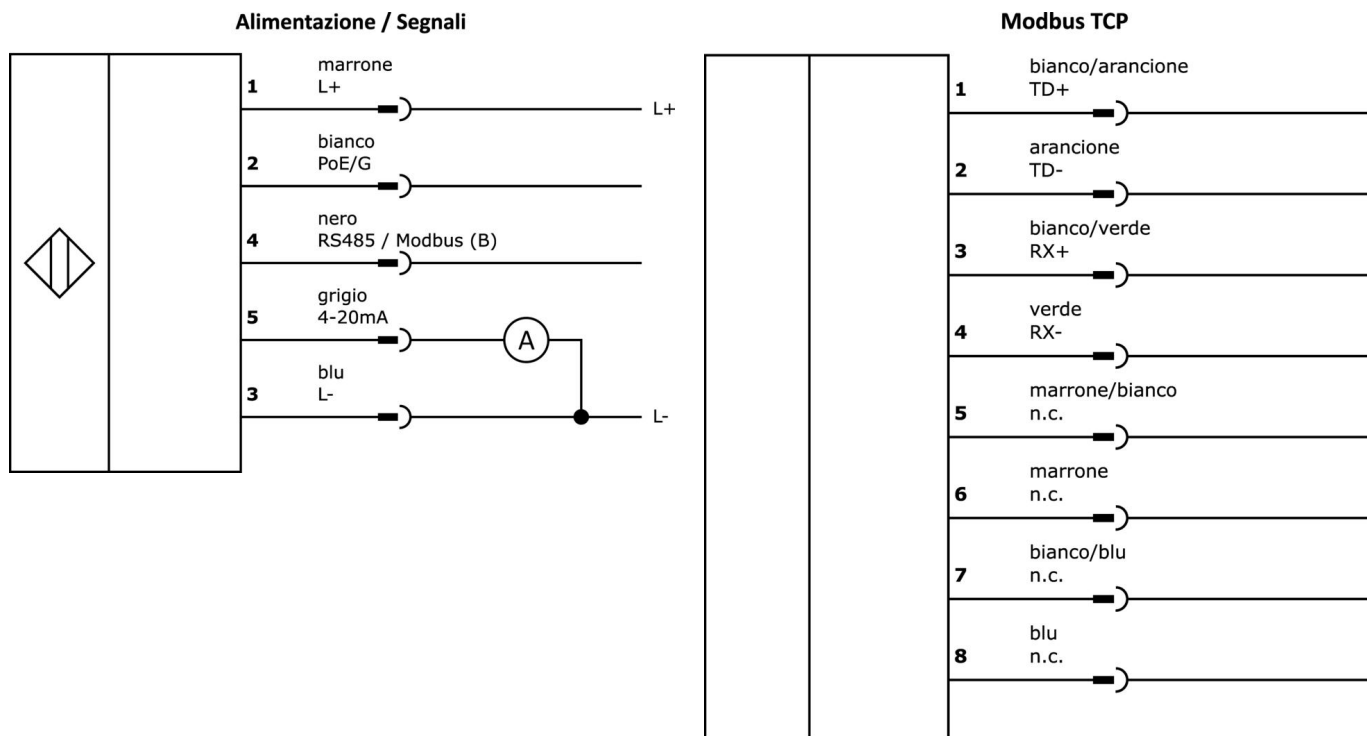 Alimentazione / Segnali
marrone
1 L+
L+
bianco
2 PoE/G
nero
4 RS485 / Modbus (B)
grigio
5 4-20mA
A
blu
3 L-
L-
Modbus TCP
bianco/arancione
1 TD+
arancione
2 TD-
bianco/verde
3 RX+
verde
4 RX-
marrone/bianco
5 n.c.
marrone
6 n.c.
bianco/blu
7 n.c.
blu
8 n.c.